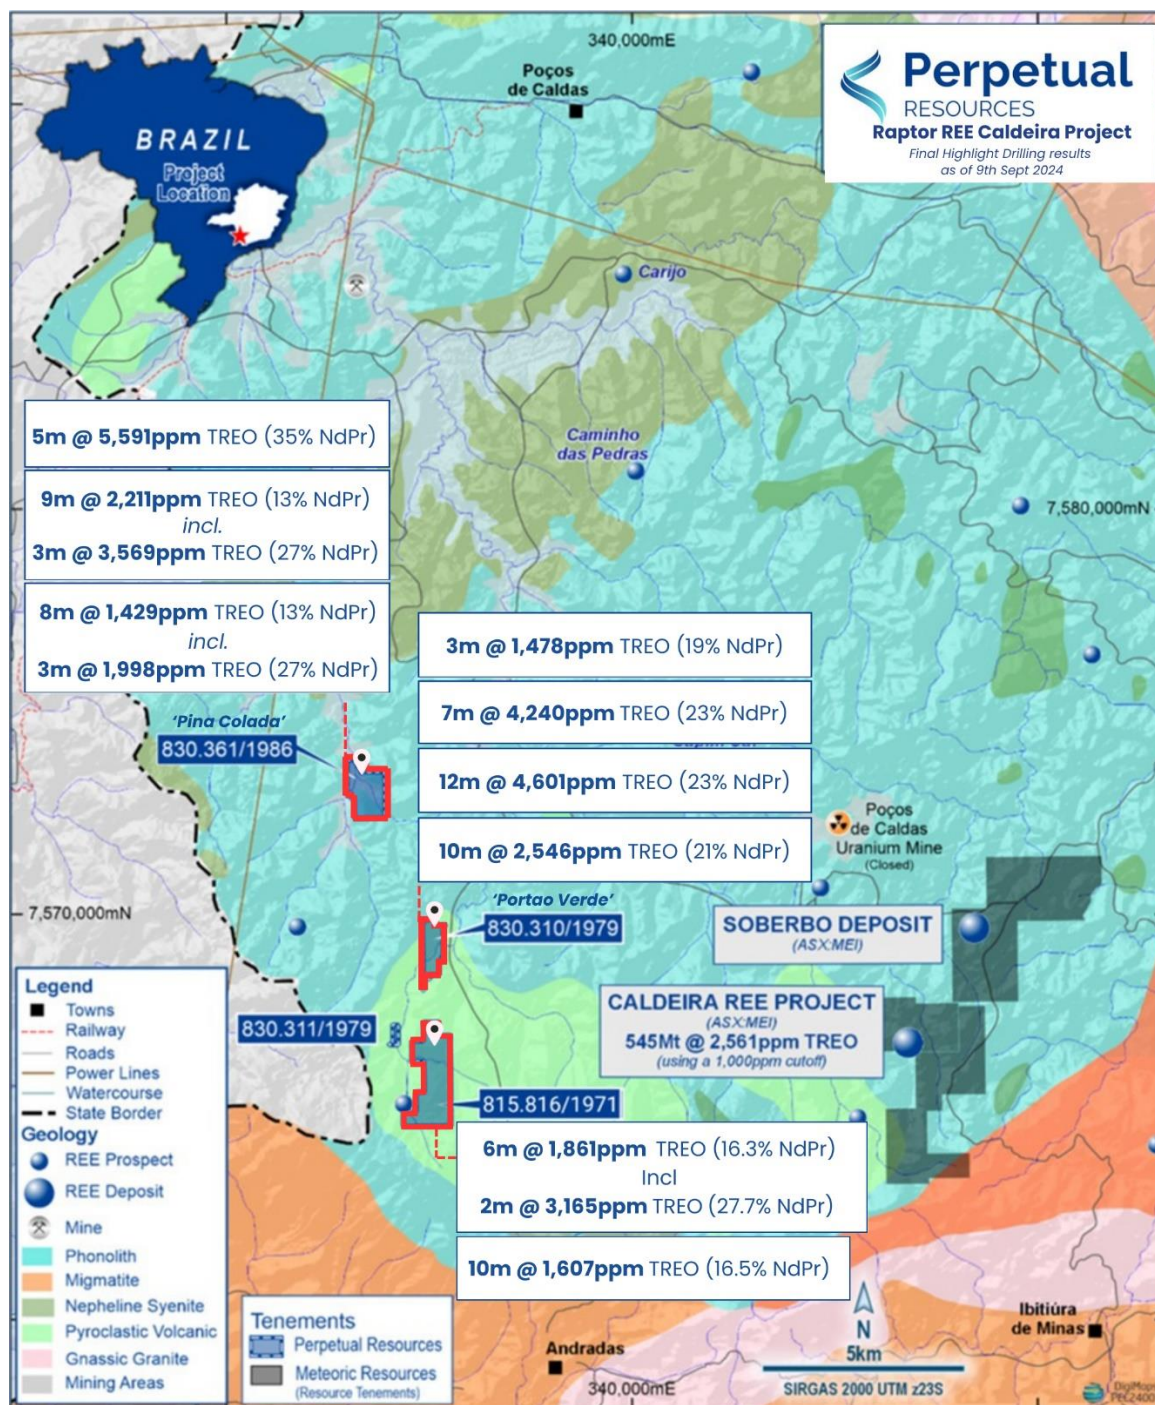 340,000mE
Poços
de Caldas
Perpetual
RESOURCES
Raptor REE Caldeira Project
Final Highlight Drilling results
as of 9th Sept 2024
BRAZIL
Project
Location
Carijo
Caminho
das Pedras
7,580,000mN
5m @ 5,591ppm TREO (35% NdPr)
9m @ 2,211ppm TREO (13% NdPr)
incl.
3m @ 3,569ppm TREO (27% NdPr)
8m @ 1,429ppm TREO (13% NdPr)
incl.
3m @ 1,998ppm TREO (27% NdPr)
3m @ 1,478ppm TREO (19% NdPr)
7m @ 4,240ppm TREO (23% NdPr)
12m @ 4,601ppm TREO (23% NdPr)
10m @ 2,546ppm TREO (21% NdPr)
'Pina Colada'
830.361/1986
Poços
de Caldas
Uranium Mine
(Closed)
7,570,000mN
'Portao Verde'
830.310/1979
SOBERBO DEPOSIT
(ASX:MEI)
CALDEIRA REE PROJECT
(ASX:MEI)
545Mt @ 2,561ppm TREO
(using a 1,000ppm cutoff)
830.311/1979
815.816/1971
6m @ 1,861ppm TREO (16.3% NdPr)
Incl
2m @ 3,165ppm TREO (27.7% NdPr)
10m @ 1,607ppm TREO (16.5% NdPr)
Legend
Towns
Railway
Roads
Power Lines
Watercourse
State Border
Geology
REE Prospect
REE Deposit
Mine
Phonolith
Migmatite
Nepheline Syenite
Pyroclastic Volcanic
Gnassic Granite
Mining Areas
Tenements
Perpetual Resources
Meteoric Resources
(Resource Tenements)
Andradas
Ibitiúra
de Minas
N
5km
340,000mE
SIRGAS 2000 UTM z23S
DigiMaps